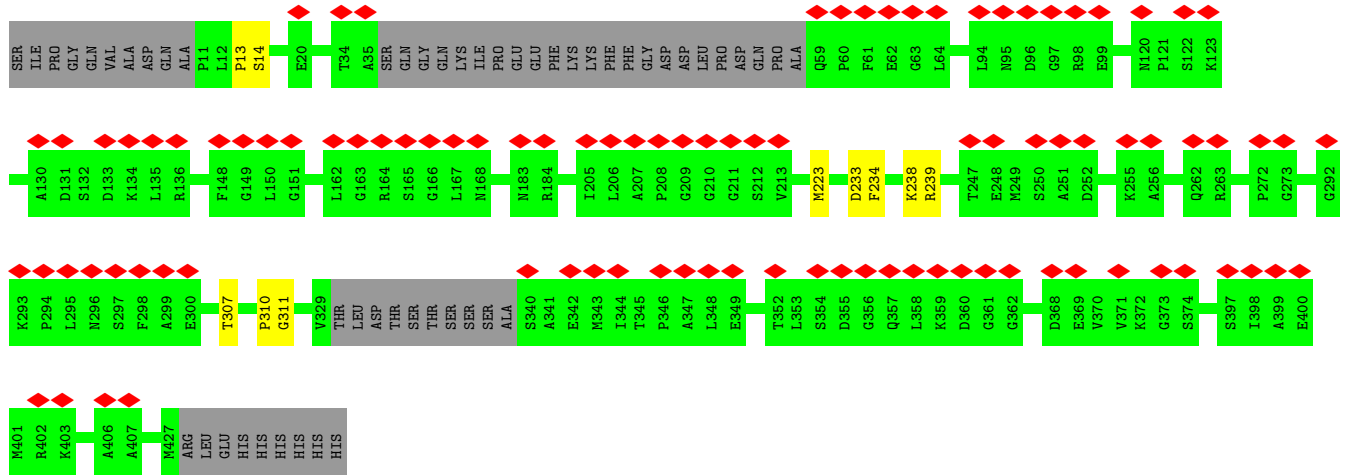 SER ILE PRO GLY GLN VAL ALA ASP GLN ALA P11 L12 P13 S14 E20 T34 A35 SER GLN GLY GLN LYS ILE PRO GLU GLU PHE LYS LYS PHE PHE GLY ASP ASP LEU PRO ASP GLN PRO ALA Q59 P60 F61 E62 G63 L64 L94 N95 D96 G97 R98 E99 N120 P121 S122 K123
A130 D131 S132 D133 K134 L135 R136 F148 G149 L150 G151 L162 G163 R164 S165 G166 L167 N168 N183 R184 I205 L206 A207 P208 G209 G210 G211 S212 V213 M223 D233 F234 K238 R239 T247 E248 M249 S250 A251 D252 K255 A256 Q262 R263 P272 G273 G292
K293 P294 L295 N296 S297 F298 A299 E300 T307 P310 G311 V329 THR LEU ASP THR SER THR SER SER SER ALA S340 A341 E342 M343 I344 T345 P346 A347 L348 E349 T352 L353 S354 D355 G356 Q357 L358 K359 D360 G361 G362 D368 E369 V370 V371 K372 G373 S374 S397 I398 A399 E400
M401 R402 K403 A406 A407 M427 ARG LEU GLU HIS HIS HIS HIS HIS HIS